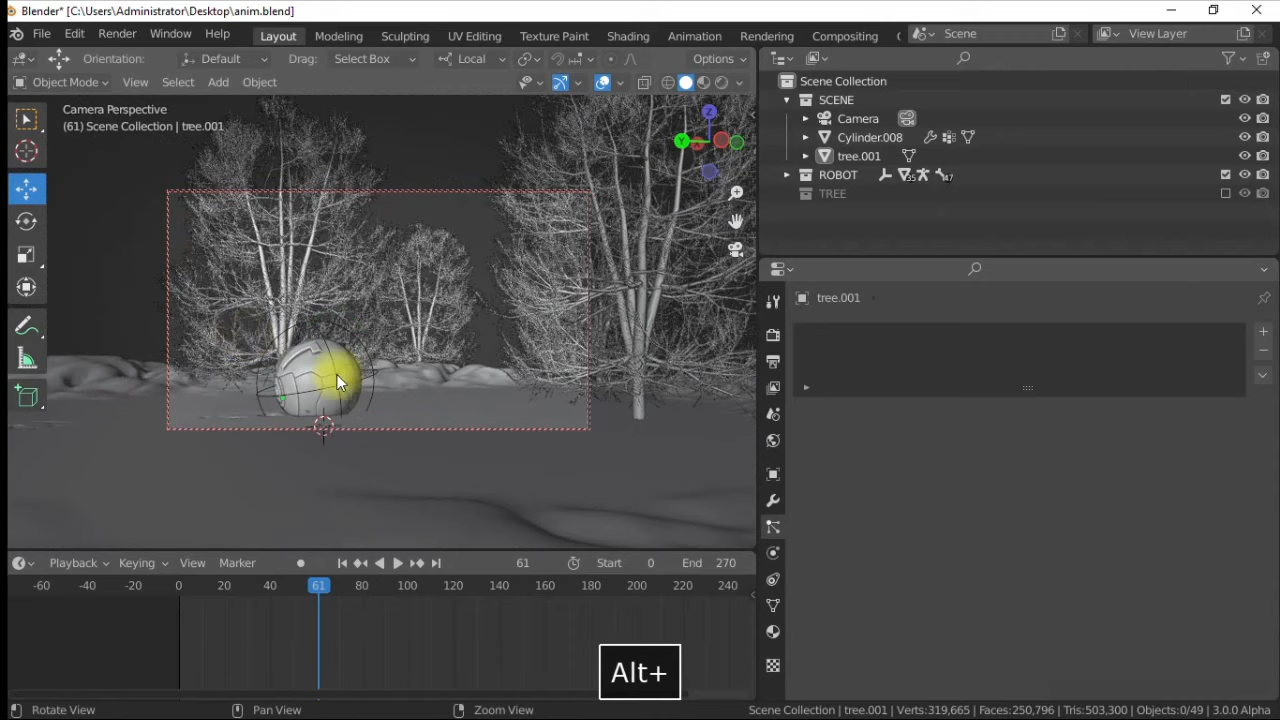 Blender* [C:\Users\Administrator\Desktop\anim.blend]
File Edit Render Window Help Layout Modeling Sculpting UV Editing Texture Paint Shading Animation Rendering Compositing Scene View Layer
Orientation: Default Drag: Select Box Local Options
Object Mode View Select Add Object
Camera Perspective
(61) Scene Collection | tree.001
Z
Y
X
Scene Collection
SCENE
Camera
Cylinder.008
tree.001
ROBOT 35 47
TREE
tree.001
Playback Keying View Marker 61 Start 0 End 270
-60 -40 -20 0 20 40 61 80 100 120 140 160 180 200 220 240
Alt+
Rotate View Pan View Zoom View Scene Collection | tree.001 | Verts:319,665 | Faces:250,796 | Tris:503,300 | Objects:0/49 | 3.0.0 Alpha